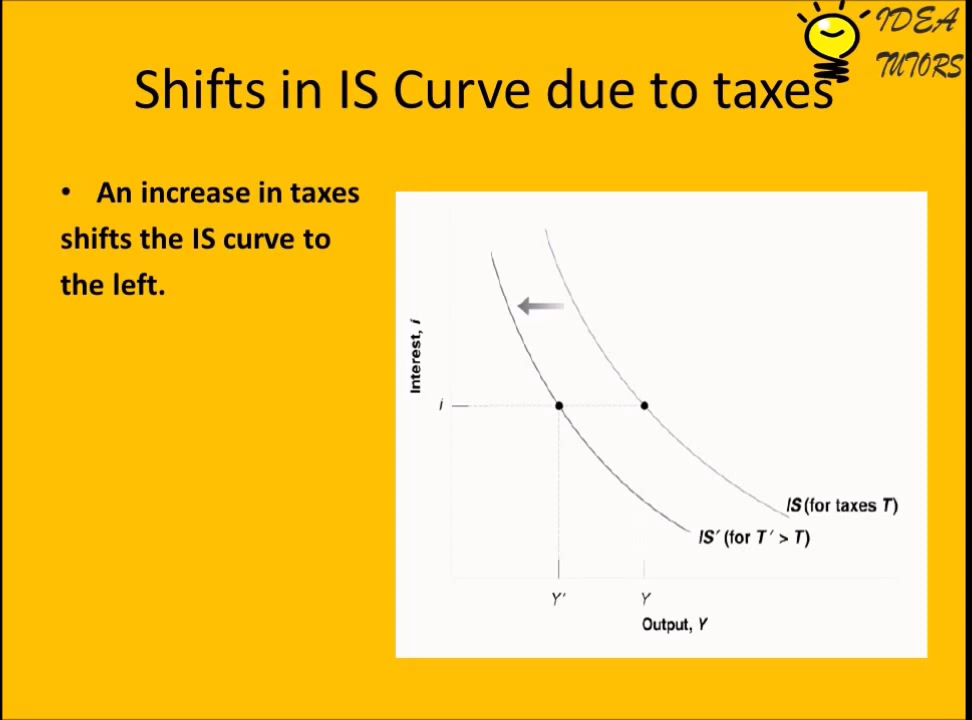 IDEA
TUTORS
Shifts in IS Curve due to taxes
• An increase in taxes
shifts the IS curve to
the left.
Interest, i
i
IS (for taxes T)
IS′ (for T′ > T)
Y′ Y
Output, Y